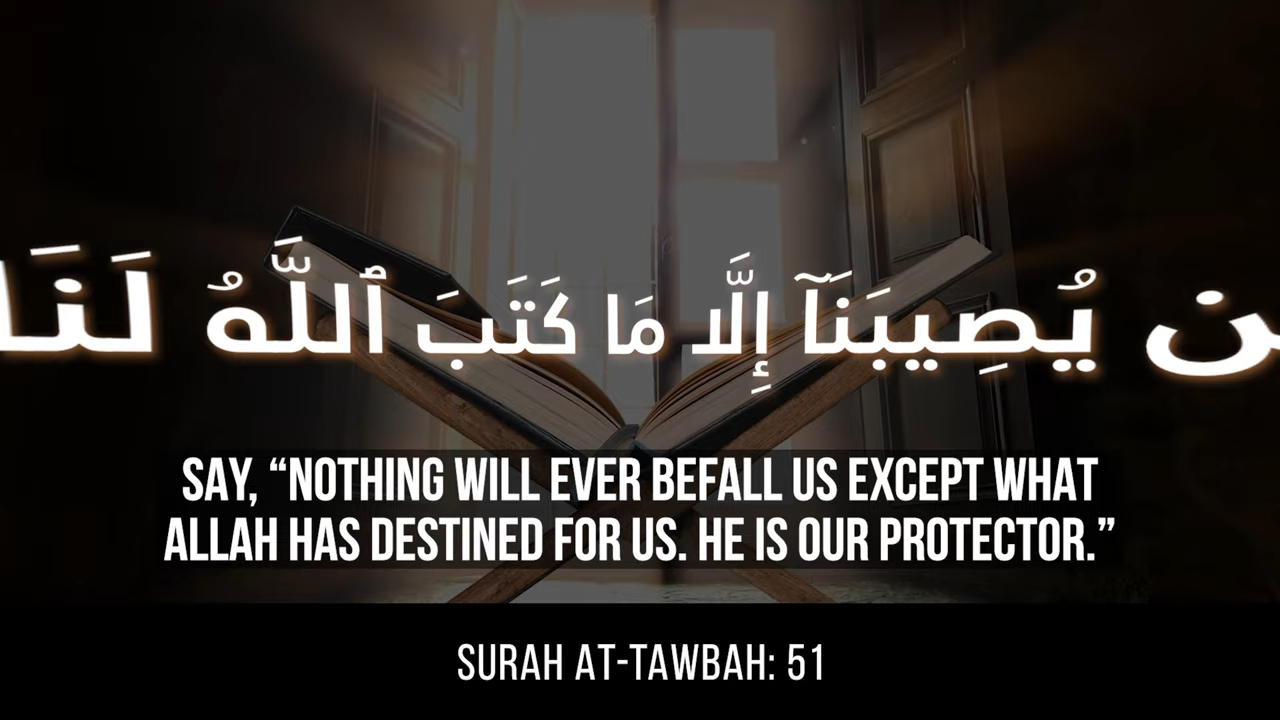 يُصِيبَنَآ إِلَّا مَا كَتَبَ ٱللَّهُ لَنَا
SAY, “NOTHING WILL EVER BEFALL US EXCEPT WHAT
ALLAH HAS DESTINED FOR US. HE IS OUR PROTECTOR.”
SURAH AT-TAWBAH: 51